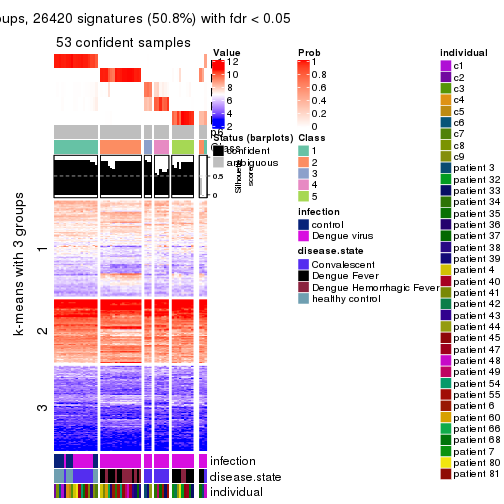 oups, 26420 signatures (50.8%) with fdr < 0.05
53 confident samples
k-means with 3 groups
1
2
3
1
0.5
0
Silhouette
score
infection
disease.state
individual
Value
12
10
8
6
4
2
Status (barplots)
confident
ambiguous
Prob
1
0.8
0.6
0.4
0.2
0
Class
1
2
3
4
5
infection
control
Dengue virus
disease.state
Convalescent
Dengue Fever
Dengue Hemorrhagic Fever
healthy control
individual
c1
c2
c3
c4
c5
c6
c7
c8
c9
patient 3
patient 32
patient 33
patient 34
patient 35
patient 36
patient 37
patient 38
patient 39
patient 4
patient 40
patient 41
patient 42
patient 43
patient 44
patient 45
patient 47
patient 48
patient 49
patient 54
patient 55
patient 6
patient 60
patient 66
patient 68
patient 7
patient 80
patient 81